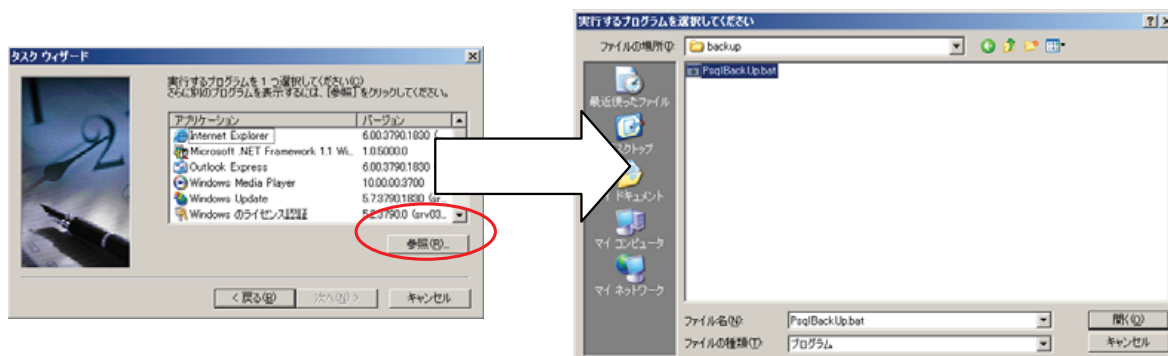 タスク ウィザード
実行するプログラムを 1 つ選択してください(C)
さらに別のプログラムを表示するには、[参照] をクリックしてください。
アプリケーション バージョン
Internet Explorer 6.00.3790.1830 (
Microsoft .NET Framework 1.1 Wi... 1.0.5000.0
Outlook Express 6.00.3790.1830
Windows Media Player 10.00.00.3700
Windows Update 5.7.3790.1830 (sr...
Windows のライセンス認証 5.2.3790.0 (srv03...
参照(R)...
< 戻る(B) 次へ(N) > キャンセル
実行するプログラムを選択してください
ファイルの場所(I): backup
PsqlBackUp.bat
最近使ったファイル
スクトップ
ドキュメント
マイ コンピュータ
マイ ネットワーク
ファイル名(N): PsqlBackUp.bat 開く(O)
ファイルの種類(T): プログラム キャンセル